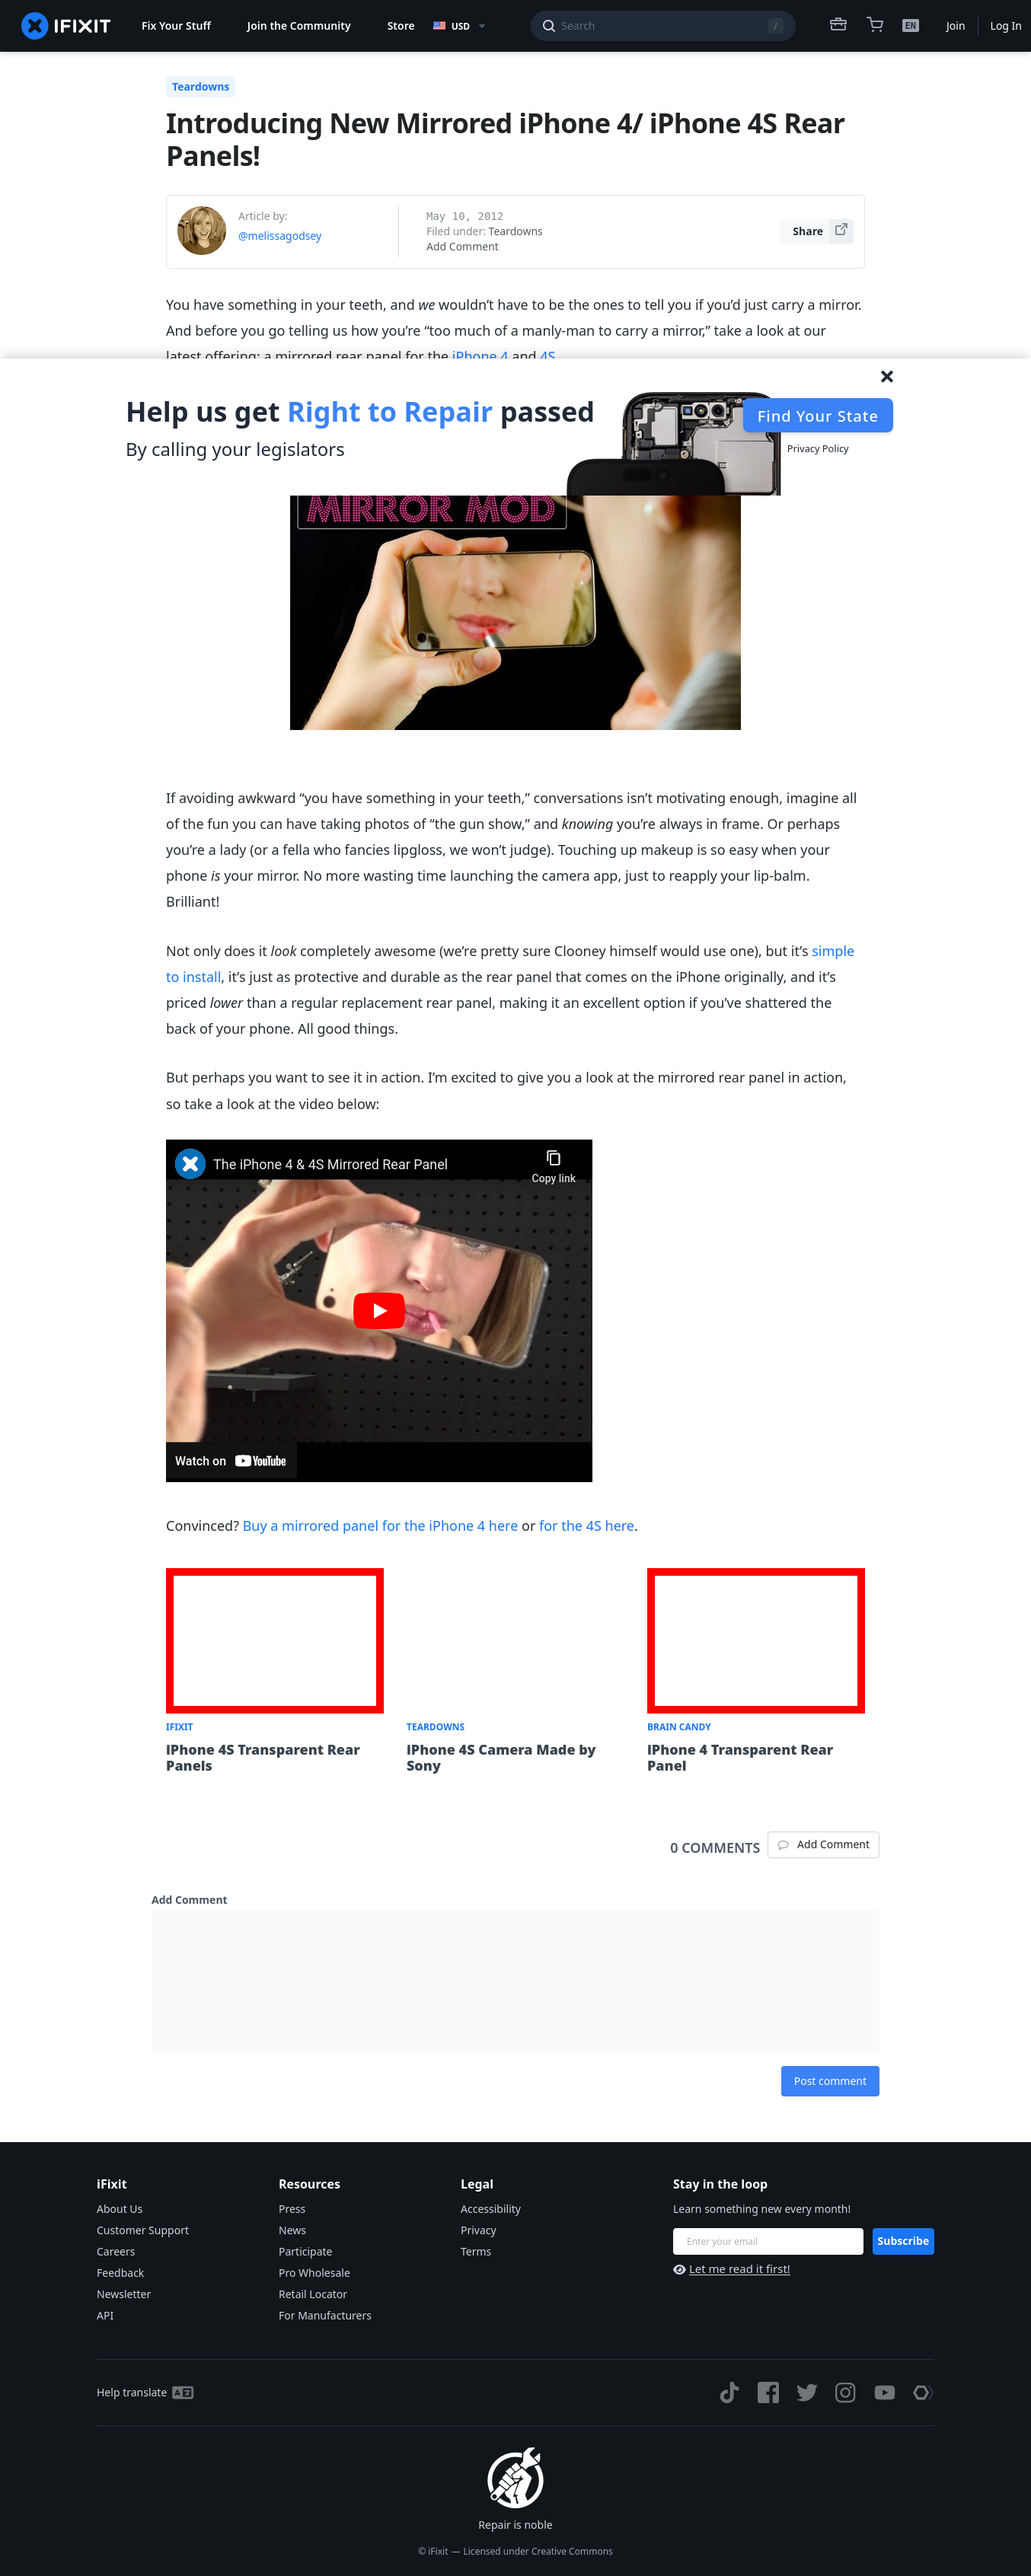 IFIXIT
Fix Your Stuff
Join the Community
Store
USD
Search
/
EN
Join
Log In
Teardowns
Introducing New Mirrored iPhone 4/ iPhone 4S Rear
Panels!
Article by:
@melissagodsey
May 10, 2012
Filed under: Teardowns
Add Comment
Share
You have something in your teeth, and we wouldn’t have to be the ones to tell you if you’d just carry a mirror.
And before you go telling us how you’re “too much of a manly-man to carry a mirror,” take a look at our
latest offering: a mirrored rear panel for the iPhone 4 and 4S.
Help us get Right to Repair passed
By calling your legislators
Find Your State
Privacy Policy
MIRROR MOD
If avoiding awkward “you have something in your teeth,” conversations isn’t motivating enough, imagine all
of the fun you can have taking photos of “the gun show,” and knowing you’re always in frame. Or perhaps
you’re a lady (or a fella who fancies lipgloss, we won’t judge). Touching up makeup is so easy when your
phone is your mirror. No more wasting time launching the camera app, just to reapply your lip-balm.
Brilliant!
Not only does it look completely awesome (we’re pretty sure Clooney himself would use one), but it’s simple
to install, it’s just as protective and durable as the rear panel that comes on the iPhone originally, and it’s
priced lower than a regular replacement rear panel, making it an excellent option if you’ve shattered the
back of your phone. All good things.
But perhaps you want to see it in action. I’m excited to give you a look at the mirrored rear panel in action,
so take a look at the video below:
The iPhone 4 & 4S Mirrored Rear Panel
Copy link
Watch on YouTube
Convinced? Buy a mirrored panel for the iPhone 4 here or for the 4S here.
IFIXIT
iPhone 4S Transparent Rear
Panels
TEARDOWNS
iPhone 4S Camera Made by
Sony
BRAIN CANDY
iPhone 4 Transparent Rear
Panel
0 COMMENTS
Add Comment
Add Comment
Post comment
iFixit
About Us
Customer Support
Careers
Feedback
Newsletter
API
Resources
Press
News
Participate
Pro Wholesale
Retail Locator
For Manufacturers
Legal
Accessibility
Privacy
Terms
Stay in the loop
Learn something new every month!
Enter your email
Subscribe
Let me read it first!
Help translate
Repair is noble
© iFixit — Licensed under Creative Commons